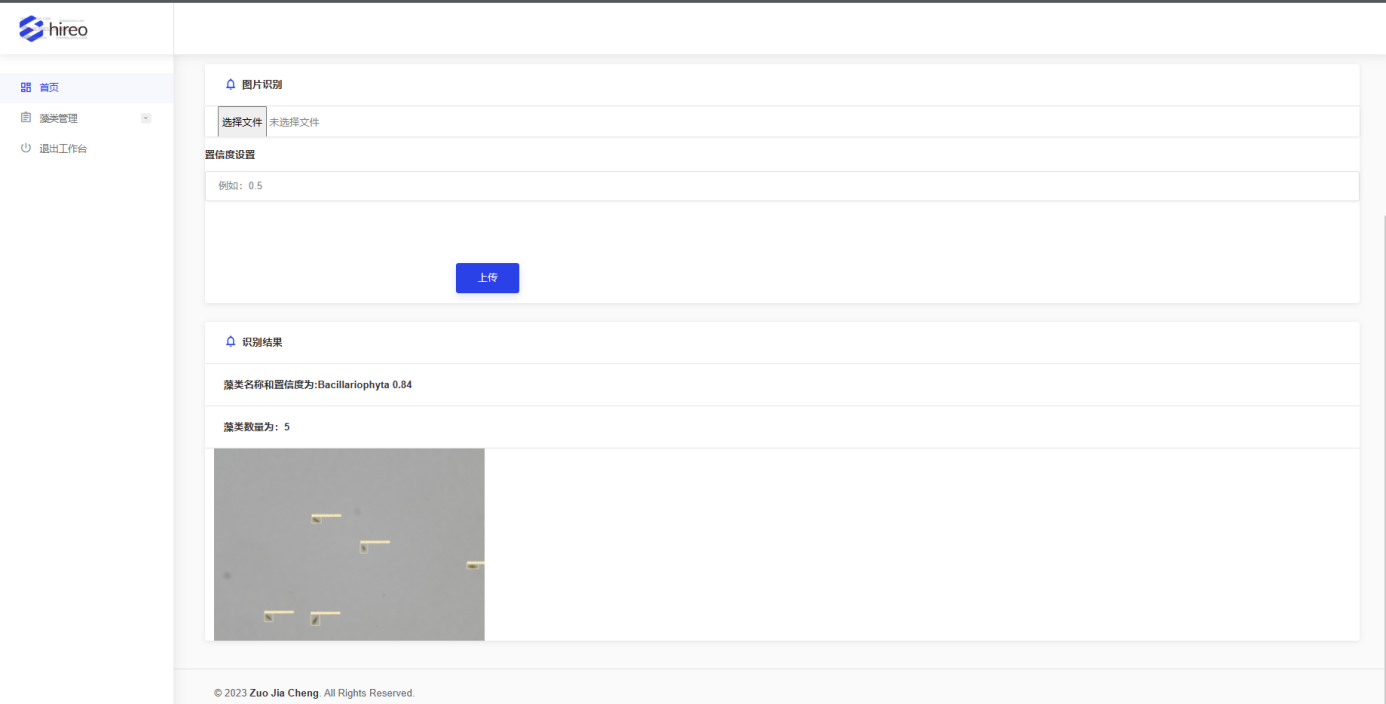 hireo
首页
藻类管理
退出工作台
图片识别
选择文件 未选择文件
置信度设置
例如：0.5
上传
识别结果
藻类名称和置信度为:Bacillariophyta 0.84
藻类数量为：5
© 2023 Zuo Jia Cheng. All Rights Reserved.